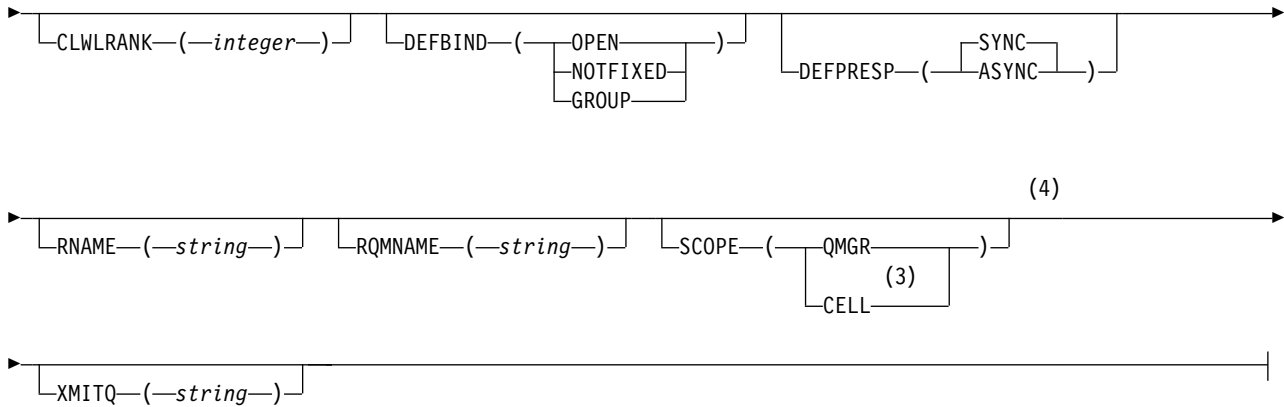 CLWLRANK ( integer ) DEFBIND ( OPEN ) SYNC
NOTFIXED DEFPRESP ( ASYNC )
GROUP
(4)
RNAME ( string ) RQMNAME ( string ) SCOPE ( QMGR )
(3)
CELL
XMITQ ( string )